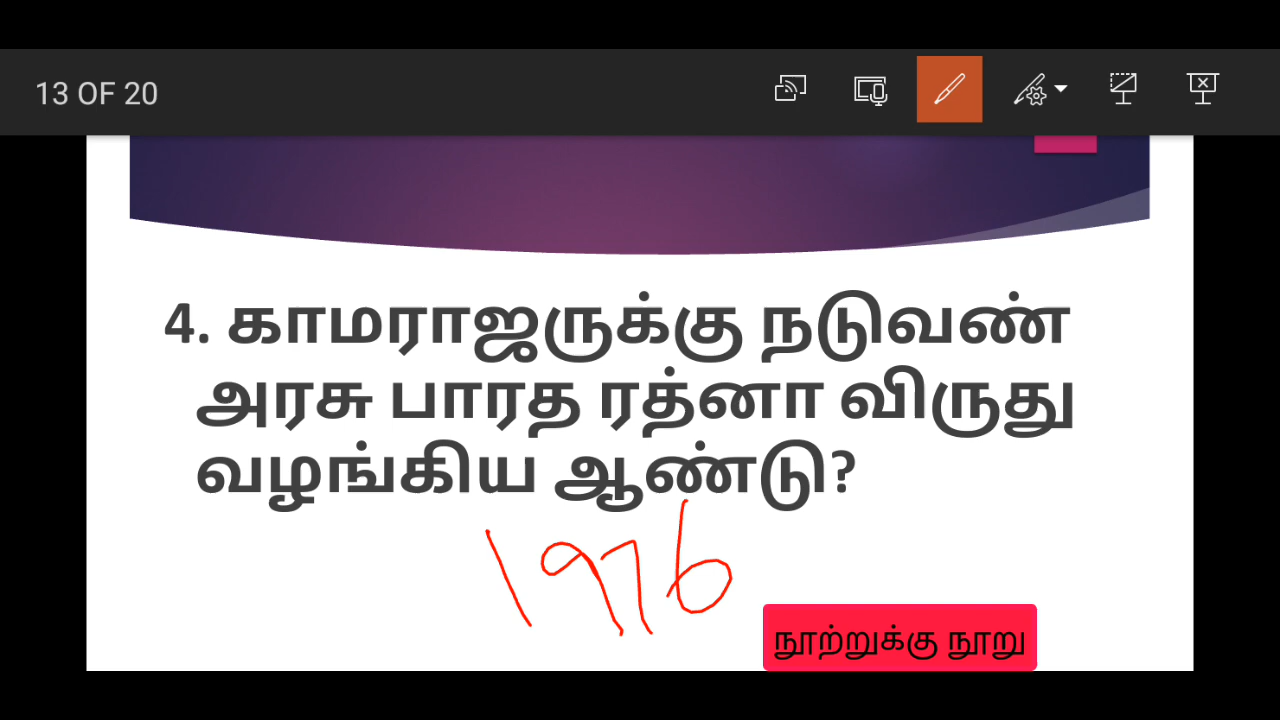 13 OF 20
4. காமராஜருக்கு நடுவண்
அரசு பாரத ரத்னா விருது
வழங்கிய ஆண்டு?
1976
நூற்றுக்கு நூறு